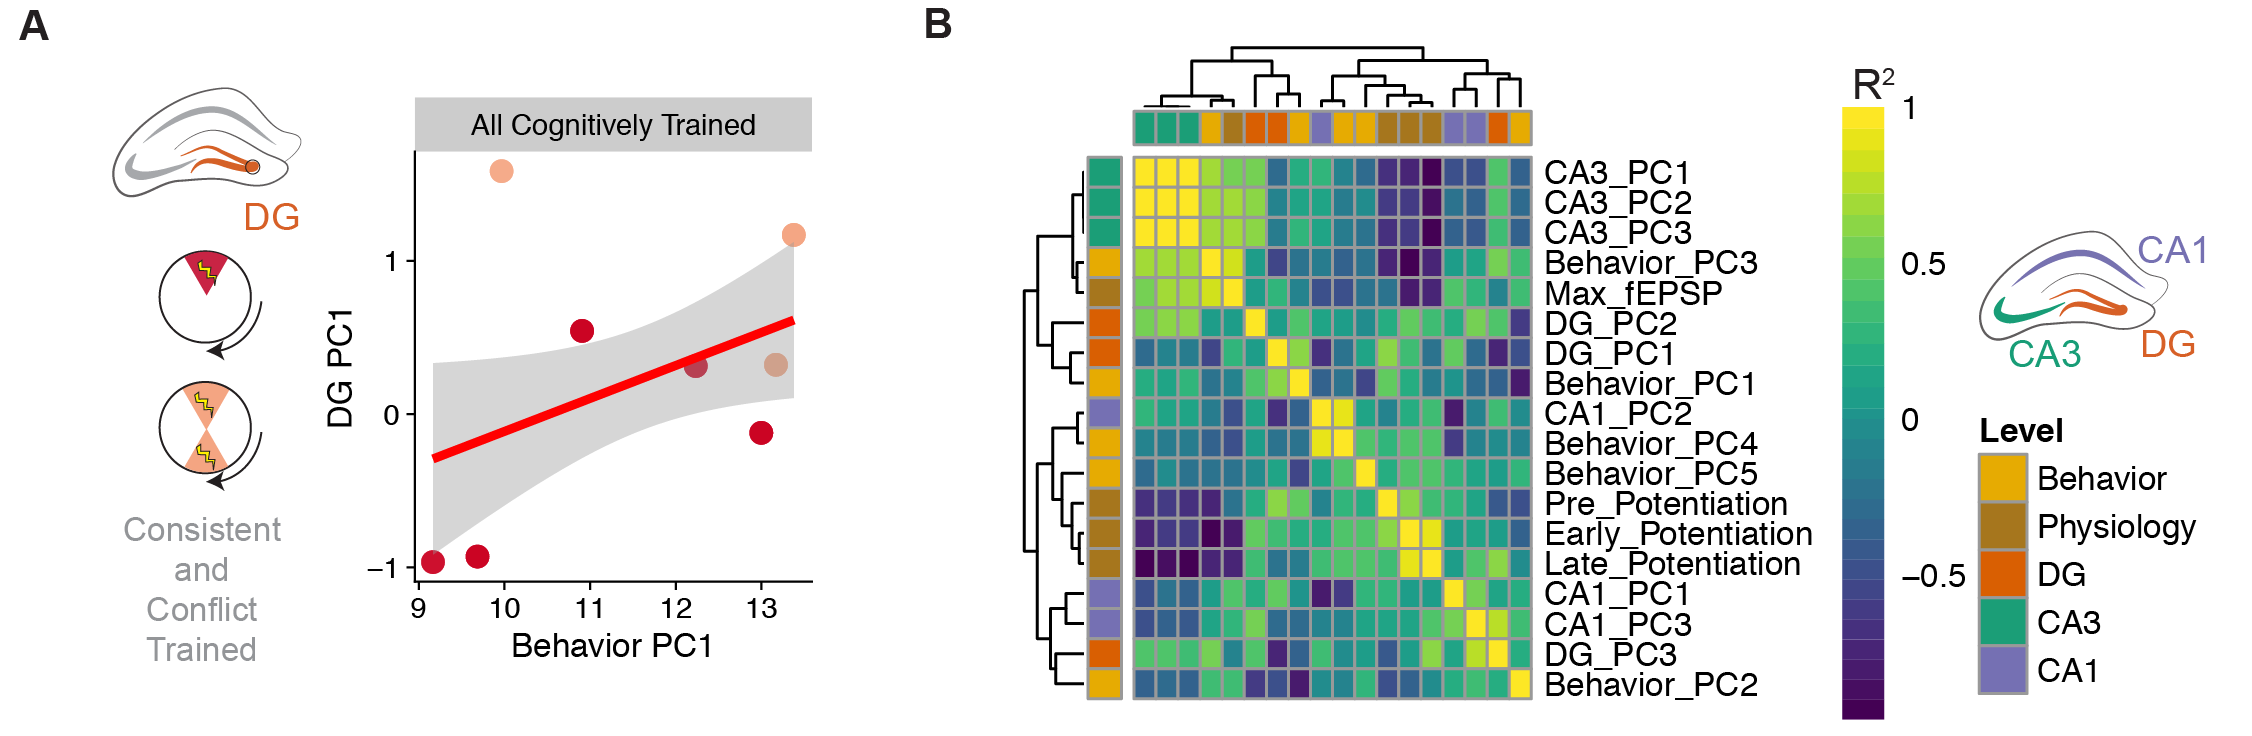 A
B
DG
Consistent
and
Conflict
Trained
All Cognitively Trained
DG PC1
1
0
−1
9
10
11
12
13
Behavior PC1
CA3_PC1
CA3_PC2
CA3_PC3
Behavior_PC3
Max_fEPSP
DG_PC2
DG_PC1
Behavior_PC1
CA1_PC2
Behavior_PC4
Behavior_PC5
Pre_Potentiation
Early_Potentiation
Late_Potentiation
CA1_PC1
CA1_PC3
DG_PC3
Behavior_PC2
R²
1
0.5
0
−0.5
CA1
CA3
DG
Level
Behavior
Physiology
DG
CA3
CA1